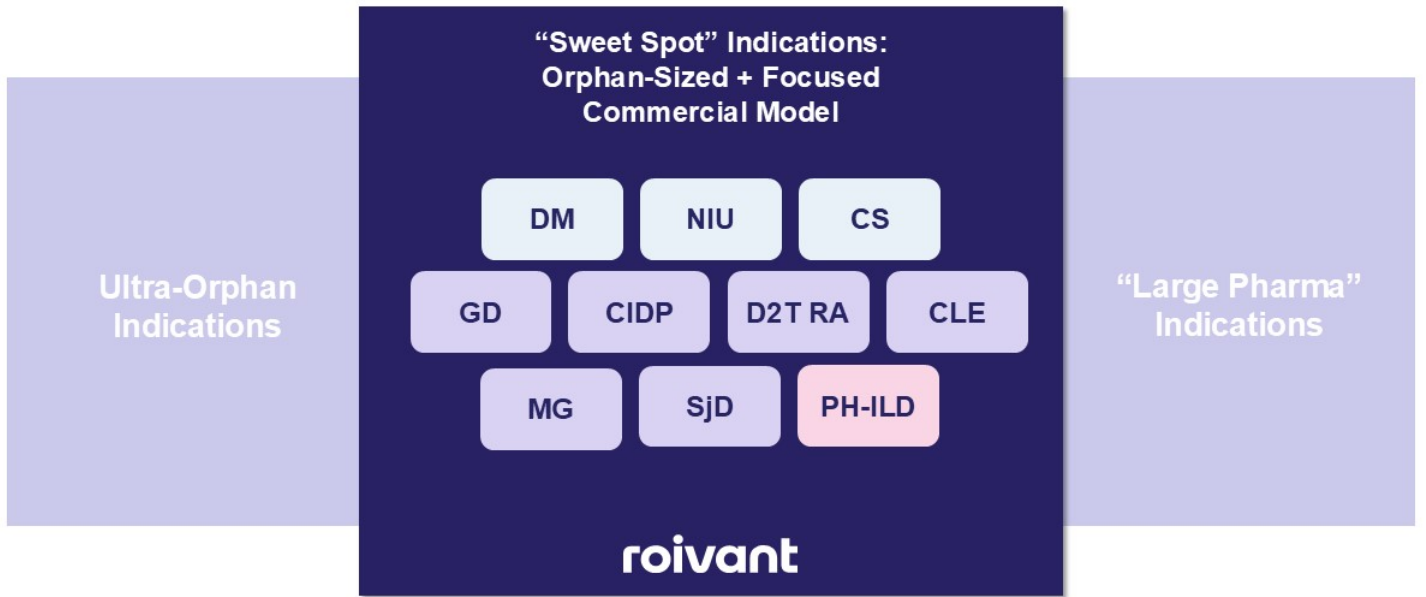 “Sweet Spot” Indications:
Orphan-Sized + Focused
Commercial Model
Ultra-Orphan
Indications
DM
NIU
CS
GD
CIDP
D2T RA
CLE
MG
SjD
PH-ILD
“Large Pharma”
Indications
roivant